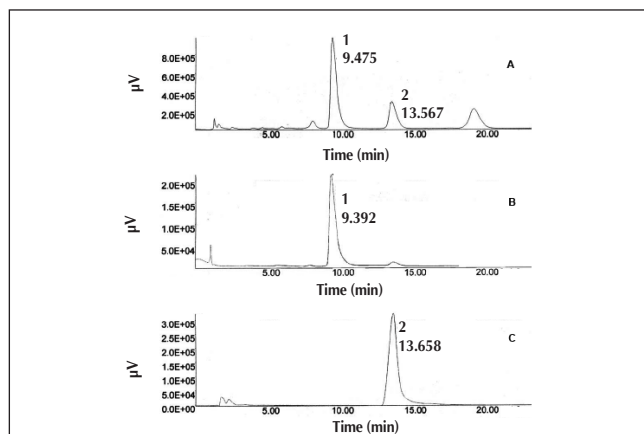 1
9.475
A
2
13.567
8.0E+05
6.0E+05
4.0E+05
2.0E+05
µV
5.00 10.00 15.00 20.00
Time (min)
2.0E+05
1.5E+05
1.0E+05
5.0E+04
µV
1
9.392
B
5.00 10.00 15.00 20.00
Time (min)
3.0E+05
2.5E+05
2.0E+05
1.5E+05
1.0E+05
5.0E+04
0.0E+00
µV
2
13.658
C
5.00 10.00 15.00 20.00
Time (min)